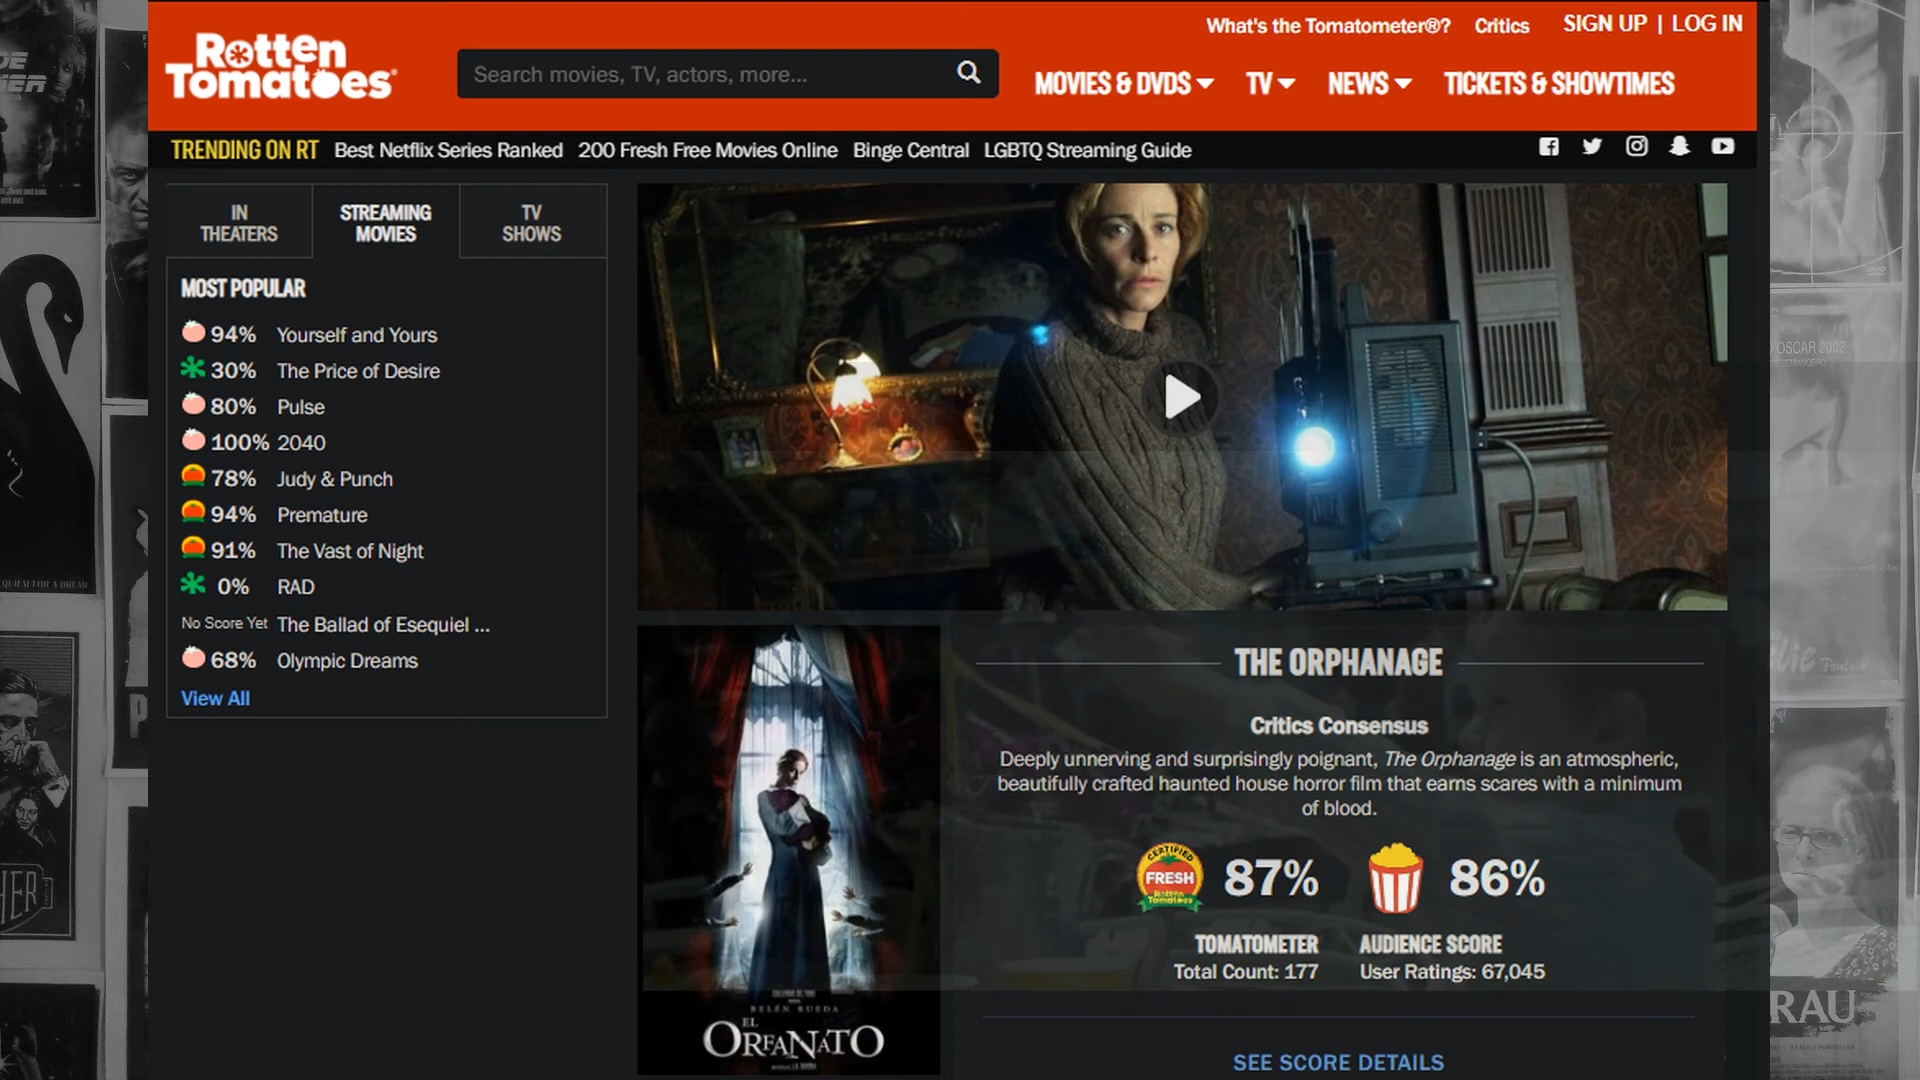 What's the Tomatometer®? Critics SIGN UP | LOG IN
Rotten
Tomatoes
Search movies, TV, actors, more...
MOVIES & DVDS TV NEWS TICKETS & SHOWTIMES
TRENDING ON RT Best Netflix Series Ranked 200 Fresh Free Movies Online Binge Central LGBTQ Streaming Guide
IN
THEATERS
STREAMING
MOVIES
TV
SHOWS
MOST POPULAR
94% Yourself and Yours
30% The Price of Desire
80% Pulse
100% 2040
78% Judy & Punch
94% Premature
91% The Vast of Night
0% RAD
No Score Yet The Ballad of Esequiel ...
68% Olympic Dreams
View All
THE ORPHANAGE
Critics Consensus
Deeply unnerving and surprisingly poignant, The Orphanage is an atmospheric,
beautifully crafted haunted house horror film that earns scares with a minimum
of blood.
CERTIFIED
FRESH
Rotten
Tomatoes
87%
86%
TOMATOMETER
Total Count: 177
AUDIENCE SCORE
User Ratings: 67,045
SEE SCORE DETAILS
BELÉN RUEDA
EL
ORFANATO
OSCAR 2002
RAU